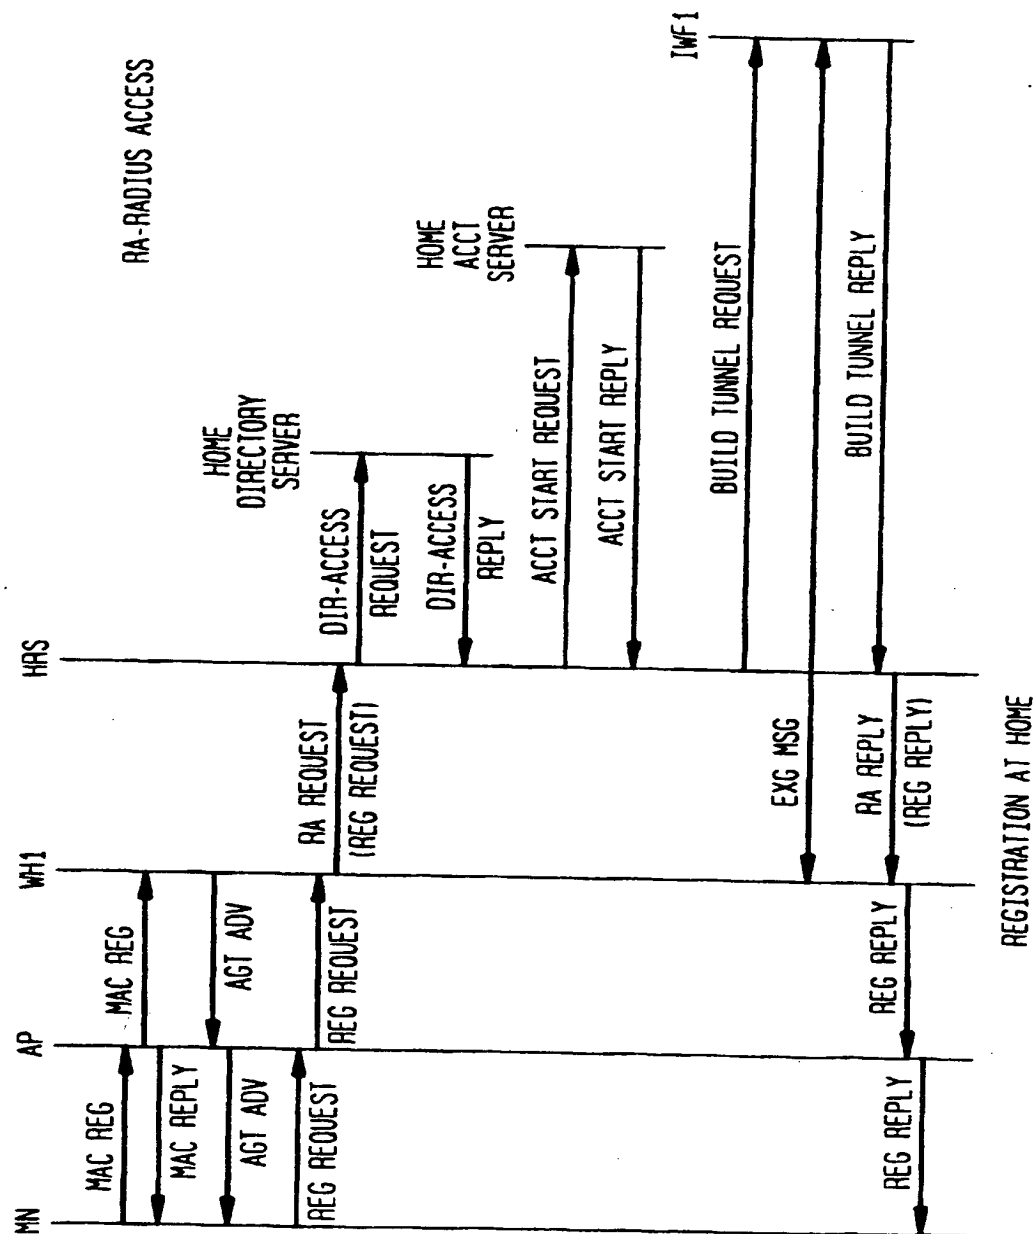 MN
AP
WH1
HRS
HOME
DIRECTORY
SERVER
HOME
ACCT
SERVER
IWF1
RA-RADIUS ACCESS
MAC REG
MAC REG
MAC REPLY
AGT ADV
AGT ADV
REG REQUEST
REG REQUEST
RA REQUEST
(REG REQUEST)
DIR-ACCESS
REQUEST
DIR-ACCESS
REPLY
ACCT START REQUEST
ACCT START REPLY
BUILD TUNNEL REQUEST
EXG MSG
BUILD TUNNEL REPLY
RA REPLY
(REG REPLY)
REG REPLY
REG REPLY
REGISTRATION AT HOME